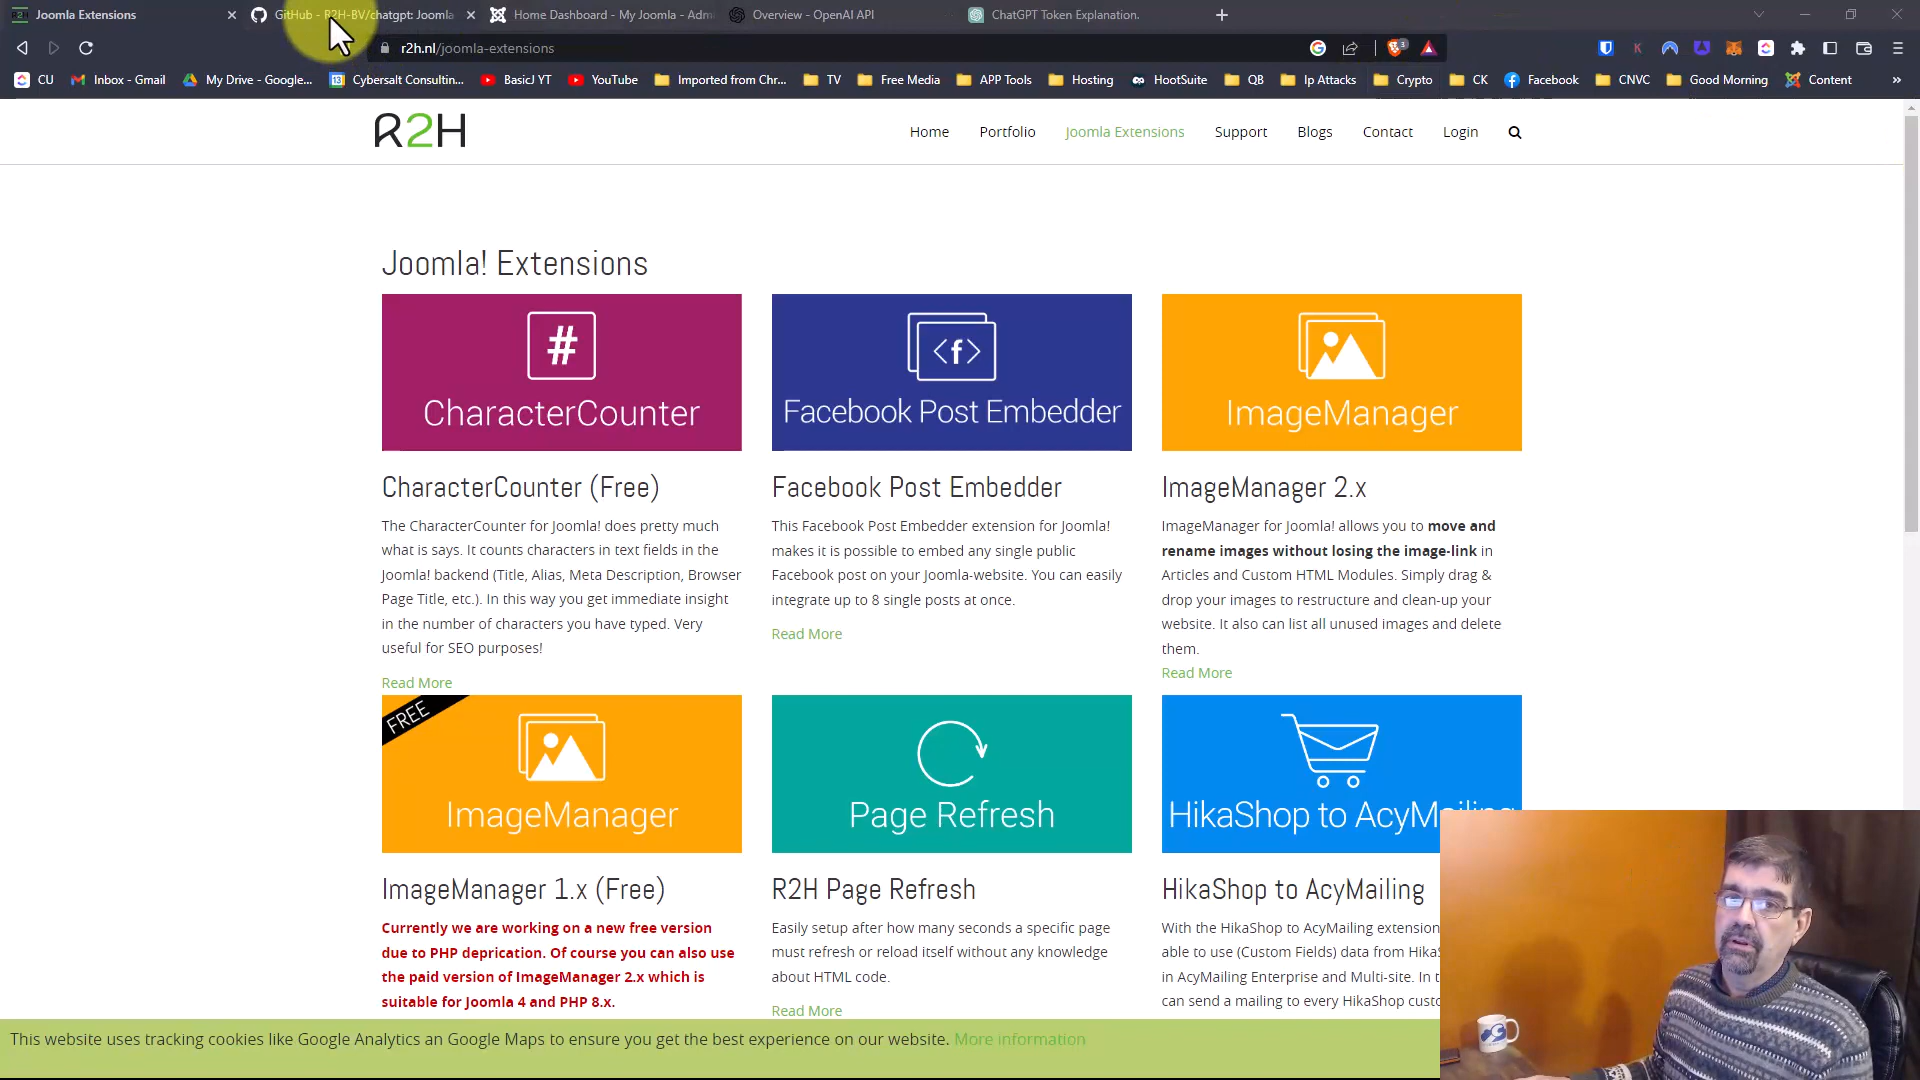 Joomla Extensions
GitHub - R2H-BV/chatgpt: Joomla
Home Dashboard - My Joomla - Adm
Overview - OpenAI API
ChatGPT Token Explanation.
r2h.nl/joomla-extensions
CU
Inbox - Gmail
My Drive - Google...
13
Cybersalt Consultin...
BasicJ YT
YouTube
Imported from Chr...
TV
Free Media
APP Tools
Hosting
HootSuite
QB
Ip Attacks
Crypto
CK
Facebook
CNVC
Good Morning
Content
»
R2H
Home
Portfolio
Joomla Extensions
Support
Blogs
Contact
Login
Joomla! Extensions
#
CharacterCounter
<f>
Facebook Post Embedder
ImageManager
CharacterCounter (Free)
The CharacterCounter for Joomla! does pretty much
what is says. It counts characters in text fields in the
Joomla! backend (Title, Alias, Meta Description, Browser
Page Title, etc.). In this way you get immediate insight
in the number of characters you have typed. Very
useful for SEO purposes!
Read More
Facebook Post Embedder
This Facebook Post Embedder extension for Joomla!
makes it is possible to embed any single public
Facebook post on your Joomla-website. You can easily
integrate up to 8 single posts at once.
Read More
ImageManager 2.x
ImageManager for Joomla! allows you to move and
rename images without losing the image-link in
Articles and Custom HTML Modules. Simply drag &
drop your images to restructure and clean-up your
website. It also can list all unused images and delete
them.
Read More
FREE
ImageManager
Page Refresh
HikaShop to AcyMailing
ImageManager 1.x (Free)
Currently we are working on a new free version
due to PHP deprication. Of course you can also use
the paid version of ImageManager 2.x which is
suitable for Joomla 4 and PHP 8.x.
R2H Page Refresh
Easily setup after how many seconds a specific page
must refresh or reload itself without any knowledge
about HTML code.
Read More
HikaShop to AcyMailing
With the HikaShop to AcyMailing extension
able to use (Custom Fields) data from Hika
in AcyMailing Enterprise and Multi-site. In t
can send a mailing to every HikaShop custo
This website uses tracking cookies like Google Analytics an Google Maps to ensure you get the best experience on our website. More information